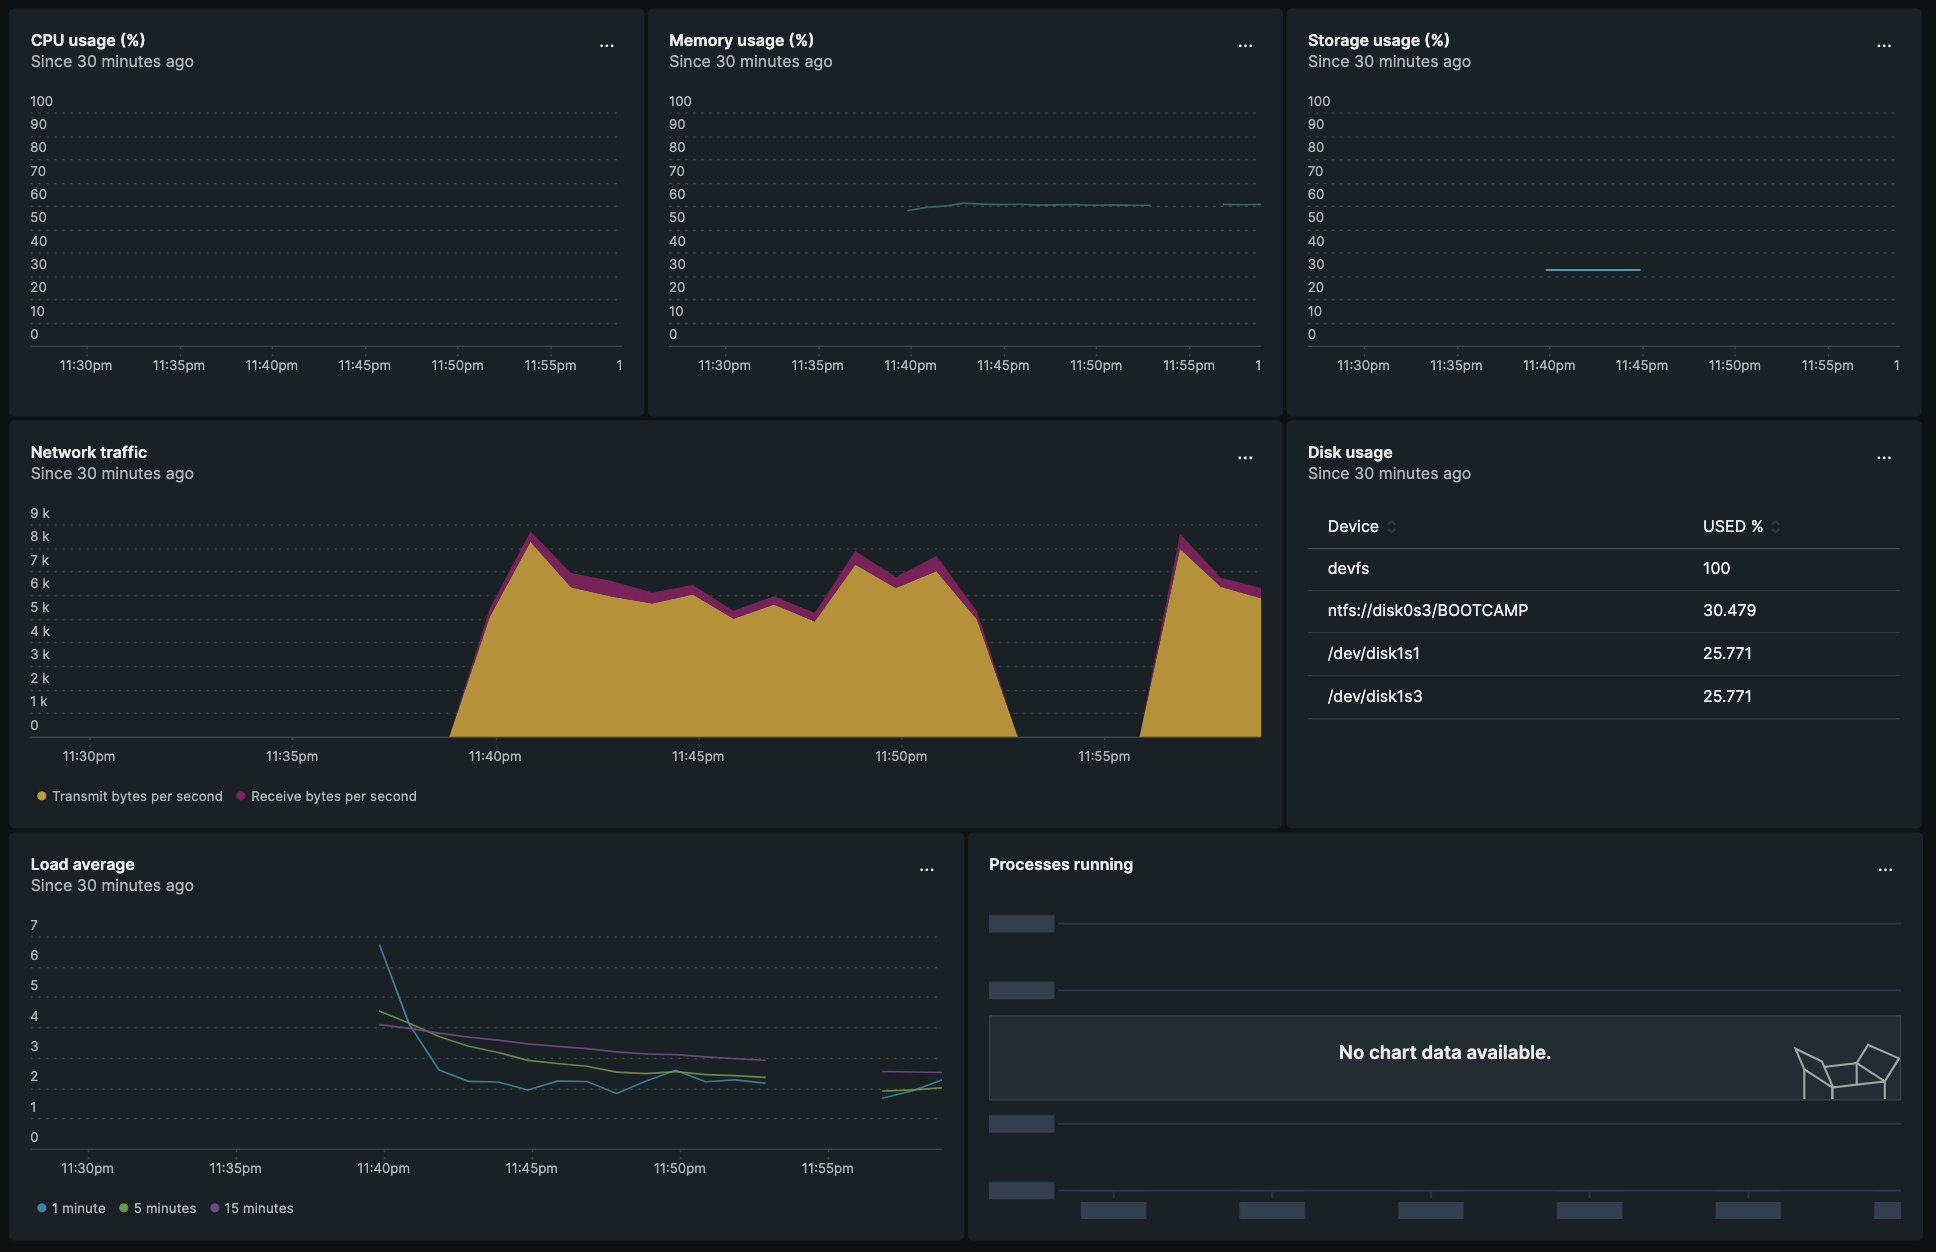 CPU usage (%)
...
Since 30 minutes ago
100
90
80
70
60
50
40
30
20
10
0
11:30pm 11:35pm 11:40pm 11:45pm 11:50pm 11:55pm 1
Memory usage (%)
...
Since 30 minutes ago
100
90
80
70
60
50
40
30
20
10
0
11:30pm 11:35pm 11:40pm 11:45pm 11:50pm 11:55pm 1
Storage usage (%)
...
Since 30 minutes ago
100
90
80
70
60
50
40
30
20
10
0
11:30pm 11:35pm 11:40pm 11:45pm 11:50pm 11:55pm 1
Network traffic
...
Since 30 minutes ago
9 k
8 k
7 k
6 k
5 k
4 k
3 k
2 k
1 k
0
11:30pm 11:35pm 11:40pm 11:45pm 11:50pm 11:55pm
Transmit bytes per second Receive bytes per second
Disk usage
...
Since 30 minutes ago
Device USED %
devfs 100
ntfs://disk0s3/BOOTCAMP 30.479
/dev/disk1s1 25.771
/dev/disk1s3 25.771
Load average
...
Since 30 minutes ago
7
6
5
4
3
2
1
0
11:30pm 11:35pm 11:40pm 11:45pm 11:50pm 11:55pm
1 minute 5 minutes 15 minutes
Processes running
...
No chart data available.